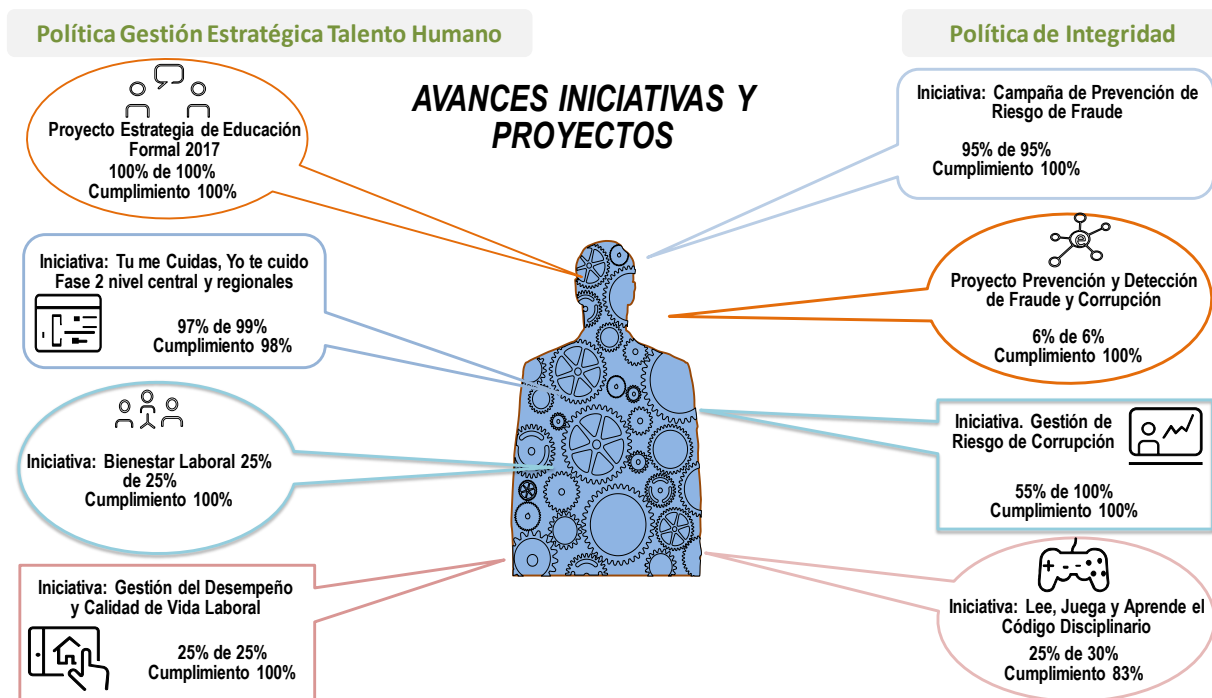 Política Gestión Estratégica Talento Humano
Política de Integridad
AVANCES INICIATIVAS Y
PROYECTOS
Proyecto Estrategia de Educación
Formal 2017
100% de 100%
Cumplimiento 100%
Iniciativa: Tu me Cuidas, Yo te cuido
Fase 2 nivel central y regionales
97% de 99%
Cumplimiento 98%
Iniciativa: Bienestar Laboral 25%
de 25%
Cumplimiento 100%
Iniciativa: Gestión del Desempeño
y Calidad de Vida Laboral
25% de 25%
Cumplimiento 100%
Iniciativa: Campaña de Prevención de
Riesgo de Fraude
95% de 95%
Cumplimiento 100%
e
Proyecto Prevención y Detección
de Fraude y Corrupción
6% de 6%
Cumplimiento 100%
Iniciativa. Gestión de
Riesgo de Corrupción
55% de 100%
Cumplimiento 100%
Iniciativa: Lee, Juega y Aprende el
Código Disciplinario
25% de 30%
Cumplimiento 83%